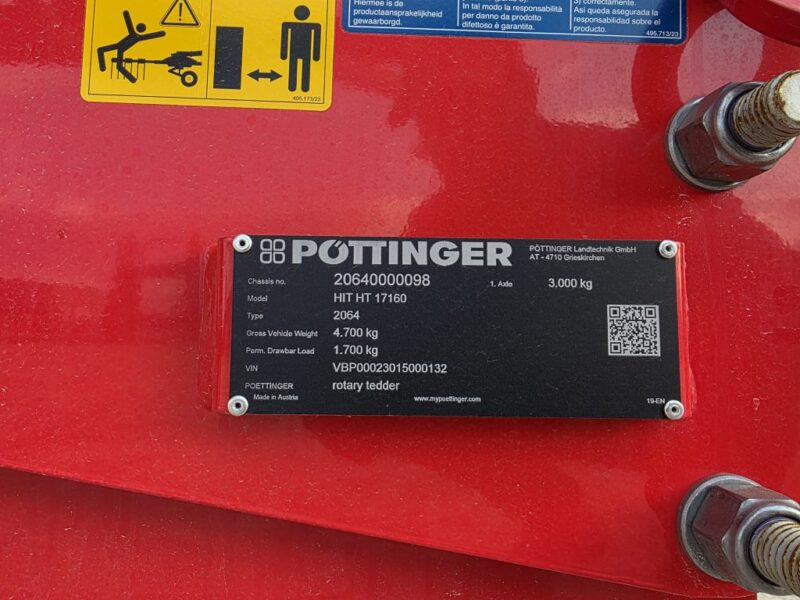 495.173/23
Hiermee is de
productaansprakelijkheid
gewaarborgd.
In tal modo la responsabilità
per danno da prodotto
difettoso è garantita.
3) correctamente.
Asi queda asegurada la
responsabilidad sobre el
producto.
495.713/23
PÖTTINGER
PÖTTINGER Landtechnik GmbH
AT - 4710 Grieskirchen
Chassis no. 20640000098 1. Axle 3,000 kg
Model HIT HT 17160
Type 2064
Gross Vehicle Weight 4.700 kg
Perm. Drawbar Load 1.700 kg
VIN VBP00023015000132
POETTINGER rotary tedder
Made in Austria www.mypoettinger.com 19-EN